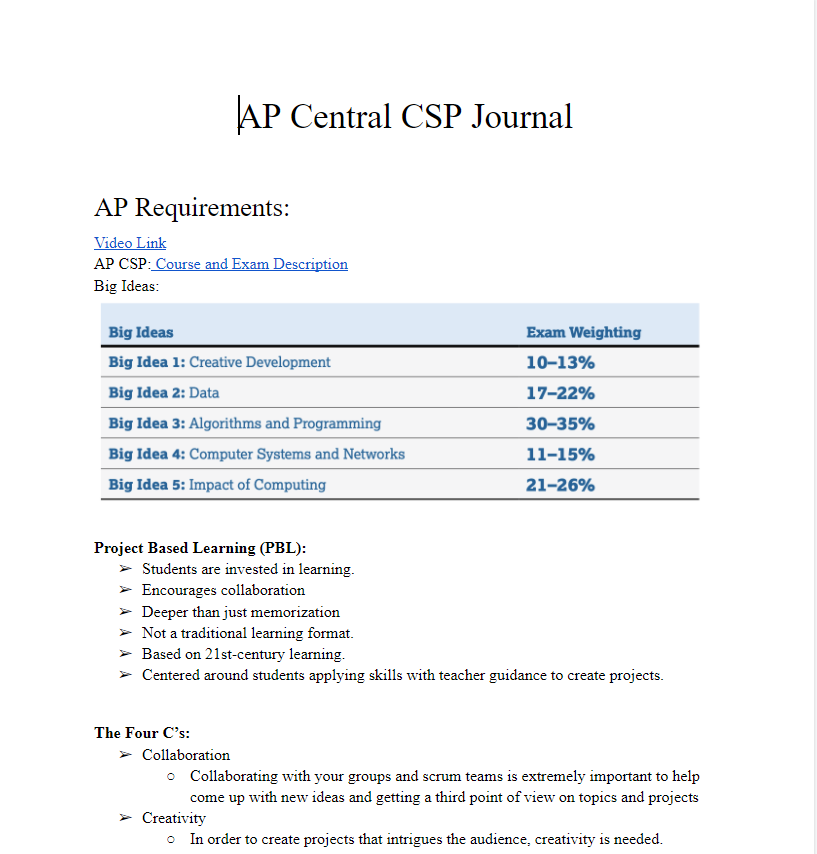 AP Central CSP Journal
AP Requirements:
Video Link
AP CSP: Course and Exam Description
Big Ideas:
Big Ideas Exam Weighting
Big Idea 1: Creative Development 10–13%
Big Idea 2: Data 17–22%
Big Idea 3: Algorithms and Programming 30–35%
Big Idea 4: Computer Systems and Networks 11–15%
Big Idea 5: Impact of Computing 21–26%
Project Based Learning (PBL):
➢ Students are invested in learning.
➢ Encourages collaboration
➢ Deeper than just memorization
➢ Not a traditional learning format.
➢ Based on 21st-century learning.
➢ Centered around students applying skills with teacher guidance to create projects.
The Four C’s:
➢ Collaboration
○ Collaborating with your groups and scrum teams is extremely important to help
come up with new ideas and getting a third point of view on topics and projects
➢ Creativity
○ In order to create projects that intrigues the audience, creativity is needed.